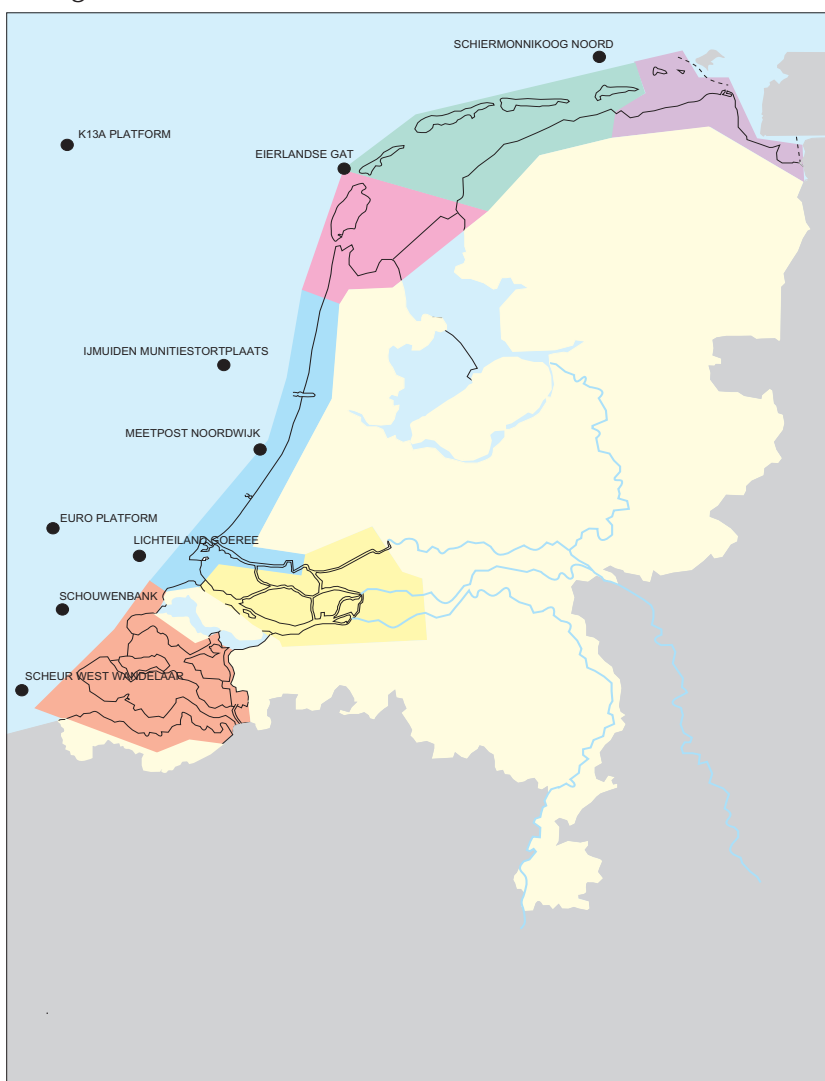 SCHIERMONNIKOOG NOORD
K13A PLATFORM
EIERLANDSE GAT
IJMUIDEN MUNITIESTORTPLAATS
MEETPOST NOORDWIJK
EURO PLATFORM
LICHTEILAND GOEREE
SCHOUWENBANK
SCHEUR WEST WANDELAAR